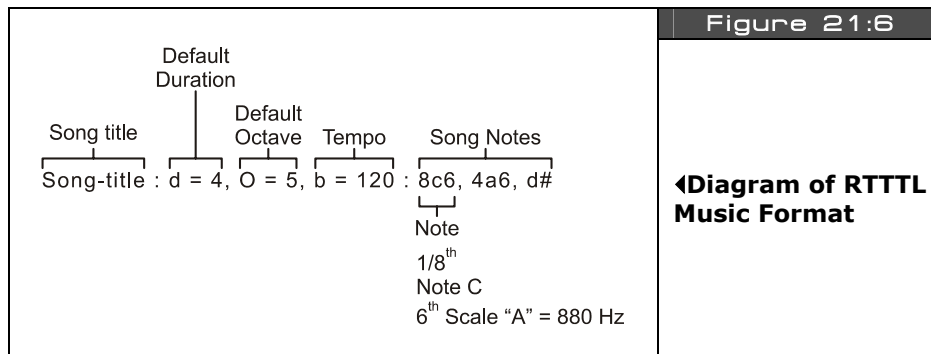 Figure 21:6
Default
Duration
Default
Song title Octave Tempo Song Notes
Song-title : d = 4, O = 5, b = 120 : 8c6, 4a6, d#
Note
1/8th
Note C
6th Scale “A” = 880 Hz
Diagram of RTTTL
Music Format